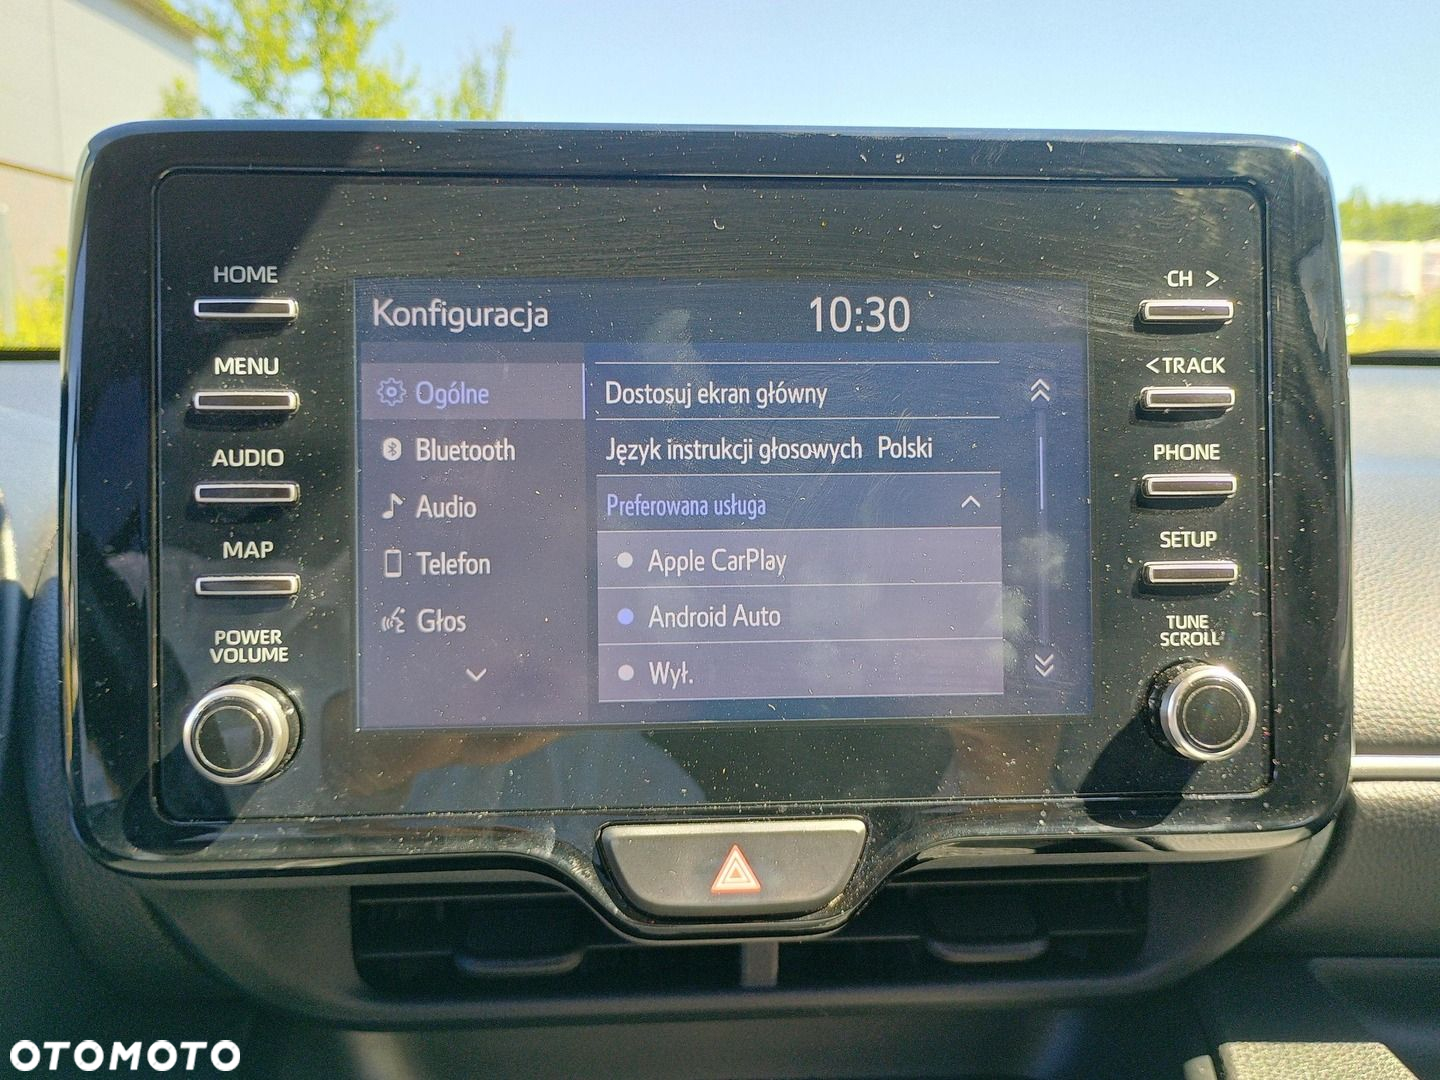 HOME
MENU
AUDIO
MAP
POWER
VOLUME
Konfiguracja 10:30
Ogólne
Bluetooth
Audio
Telefon
Głos
Dostosuj ekran główny
Język instrukcji głosowych Polski
Preferowana usługa
Apple CarPlay
Android Auto
Wył.
CH >
<TRACK
PHONE
SETUP
TUNE
SCROLL
OTOMOTO